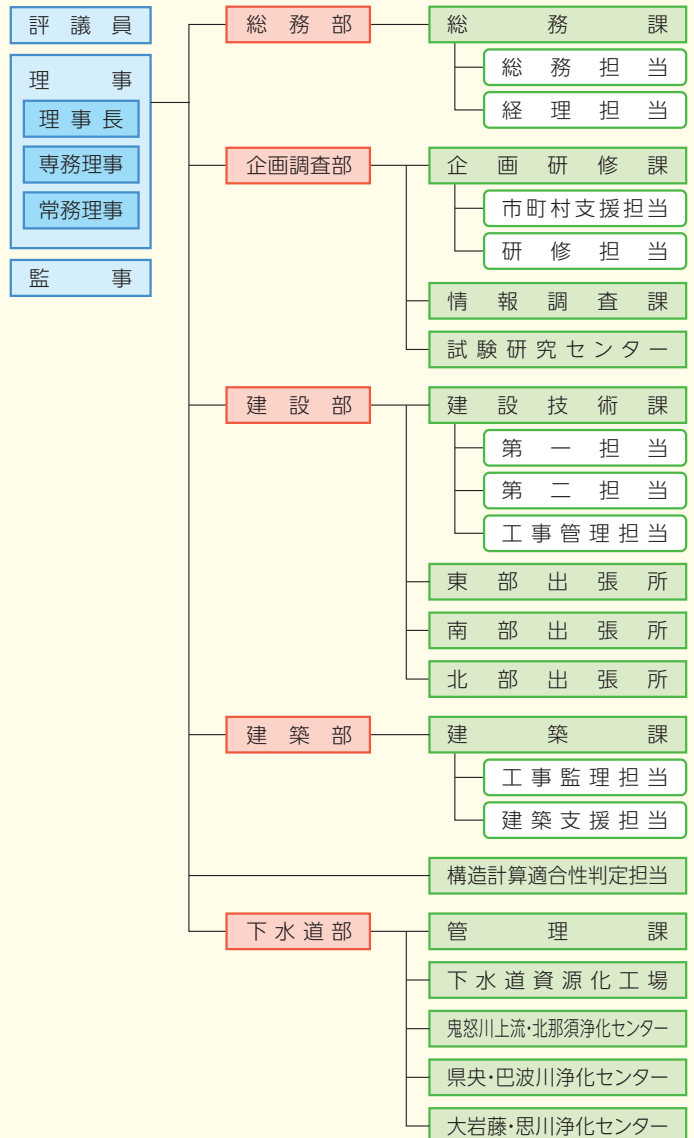 評議員
理事
理事長
専務理事
常務理事
監事
総務部
総務課
総務担当
経理担当
企画調査部
企画研修課
市町村支援担当
研修担当
情報調査課
試験研究センター
建設部
建設技術課
第一担当
第二担当
工事管理担当
東部出張所
南部出張所
北部出張所
建築部
建築課
工事監理担当
建築支援担当
構造計算適合性判定担当
下水道部
管理課
下水道資源化工場
鬼怒川上流・北那須浄化センター
県央・巴波川浄化センター
大岩藤・思川浄化センター